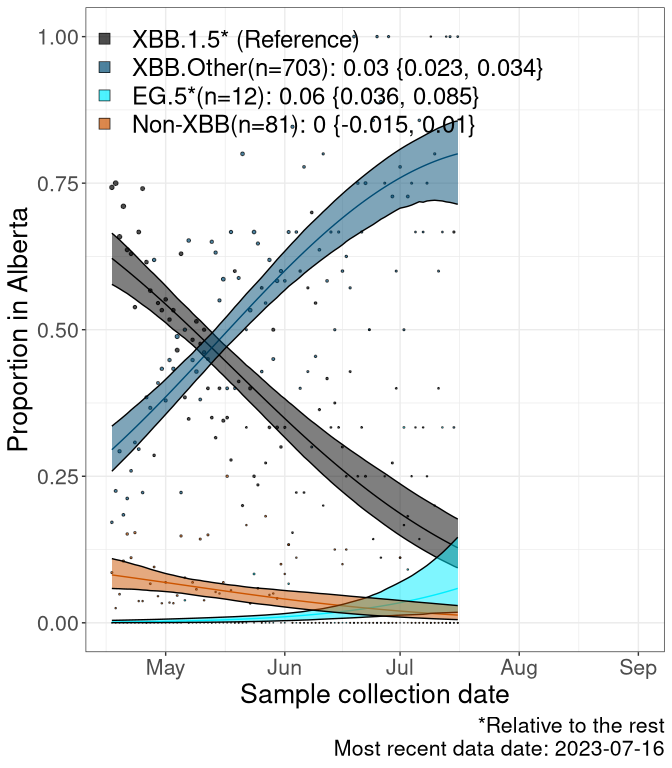 1.00
0.75
0.50
0.25
0.00
Proportion in Alberta
XBB.1.5* (Reference)
XBB.Other(n=703): 0.03 {0.023, 0.034}
EG.5*(n=12): 0.06 {0.036, 0.085}
Non-XBB(n=81): 0 {-0.015, 0.01}
May Jun Jul Aug Sep
Sample collection date
*Relative to the rest
Most recent data date: 2023-07-16